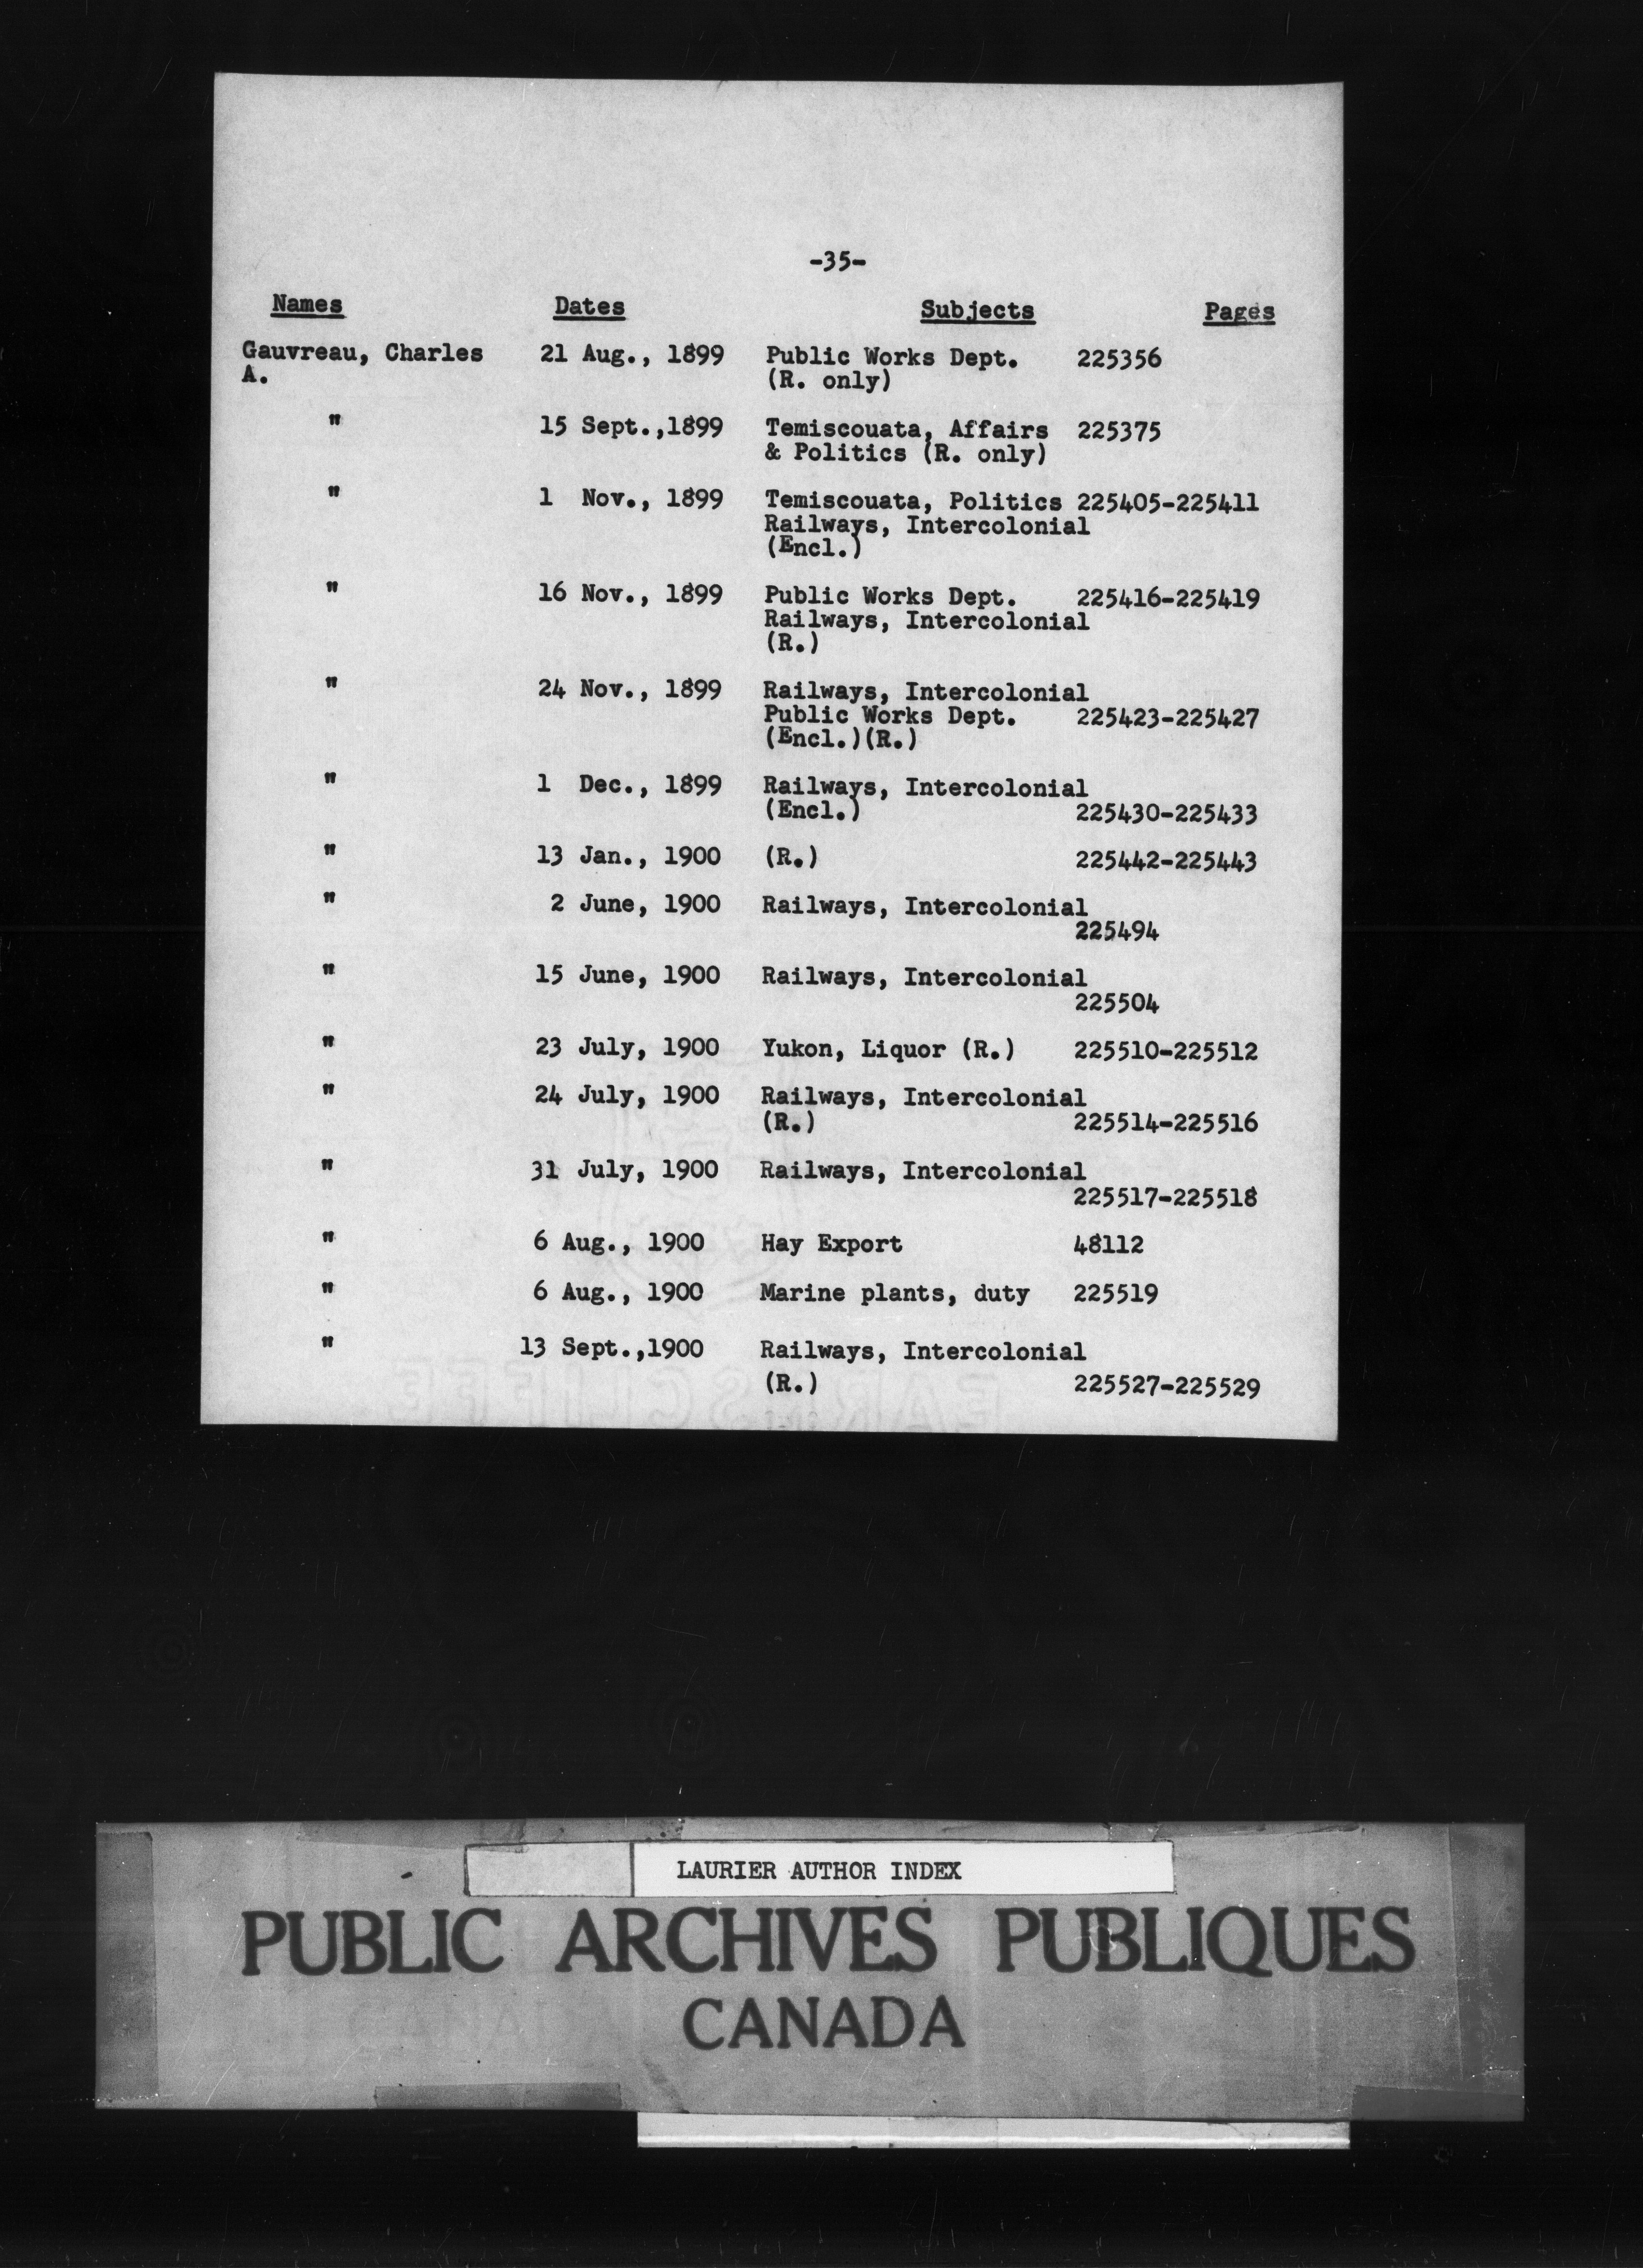 -35-
Names Dates Subjects Pages
Gauvreau, Charles 21 Aug., 1899 Public Works Dept. 225356
A. (R. only)
" 15 Sept.,1899 Temiscouata, Affairs 225375
& Politics (R. only)
" 1 Nov., 1899 Temiscouata, Politics 225405-225411
Railways, Intercolonial
(Encl.)
" 16 Nov., 1899 Public Works Dept. 225416-225419
Railways, Intercolonial
(R.)
" 24 Nov., 1899 Railways, Intercolonial
Public Works Dept. 225423-225427
(Encl.)(R.)
" 1 Dec., 1899 Railways, Intercolonial
(Encl.) 225430-225433
" 13 Jan., 1900 (R.) 225442-225443
" 2 June, 1900 Railways, Intercolonial
225494
" 15 June, 1900 Railways, Intercolonial
225504
" 23 July, 1900 Yukon, Liquor (R.) 225510-225512
" 24 July, 1900 Railways, Intercolonial
(R.) 225514-225516
" 31 July, 1900 Railways, Intercolonial
225517-225518
" 6 Aug., 1900 Hay Export 48112
" 6 Aug., 1900 Marine plants, duty 225519
" 13 Sept.,1900 Railways, Intercolonial
(R.) 225527-225529
LAURIER AUTHOR INDEX
PUBLIC ARCHIVES PUBLIQUES
CANADA